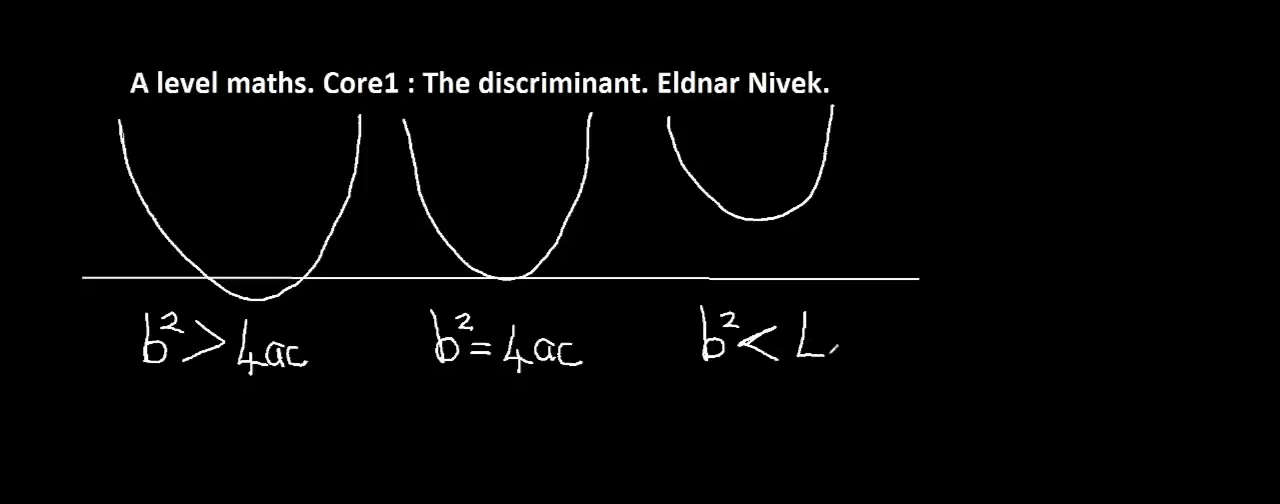 A level maths. Core1 : The discriminant. Eldnar Nivek.
b² > 4ac b² = 4ac b² <